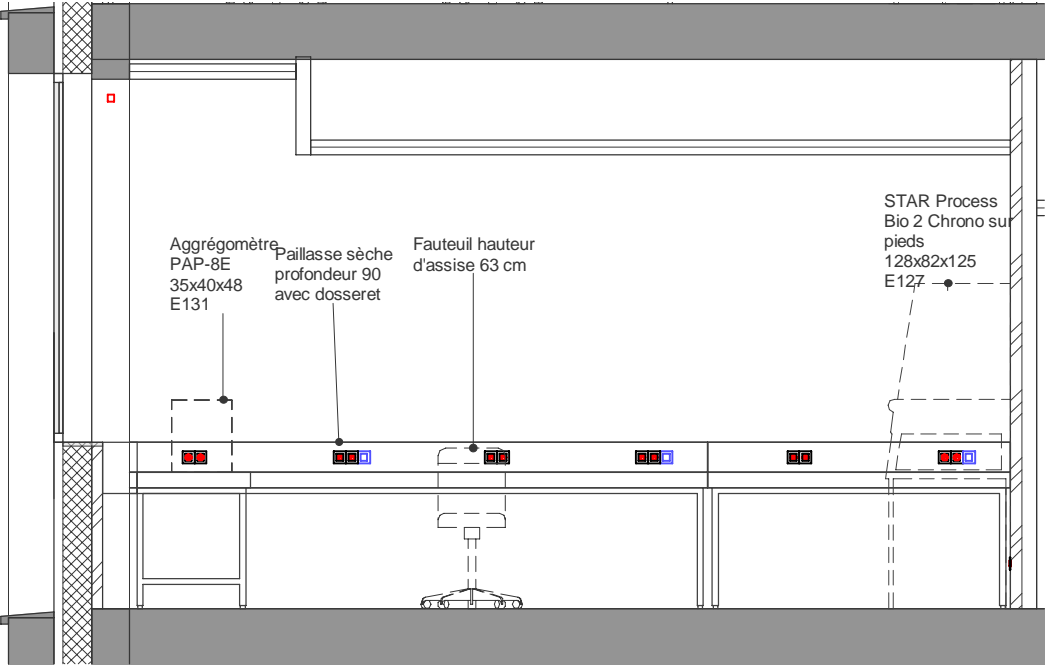 Aggrégomètre
PAP-8E
35x40x48
E131
Paillasse sèche
profondeur 90
avec dosseret
Fauteuil hauteur
d'assise 63 cm
STAR Process
Bio 2 Chrono sur
pieds
128x82x125
E127